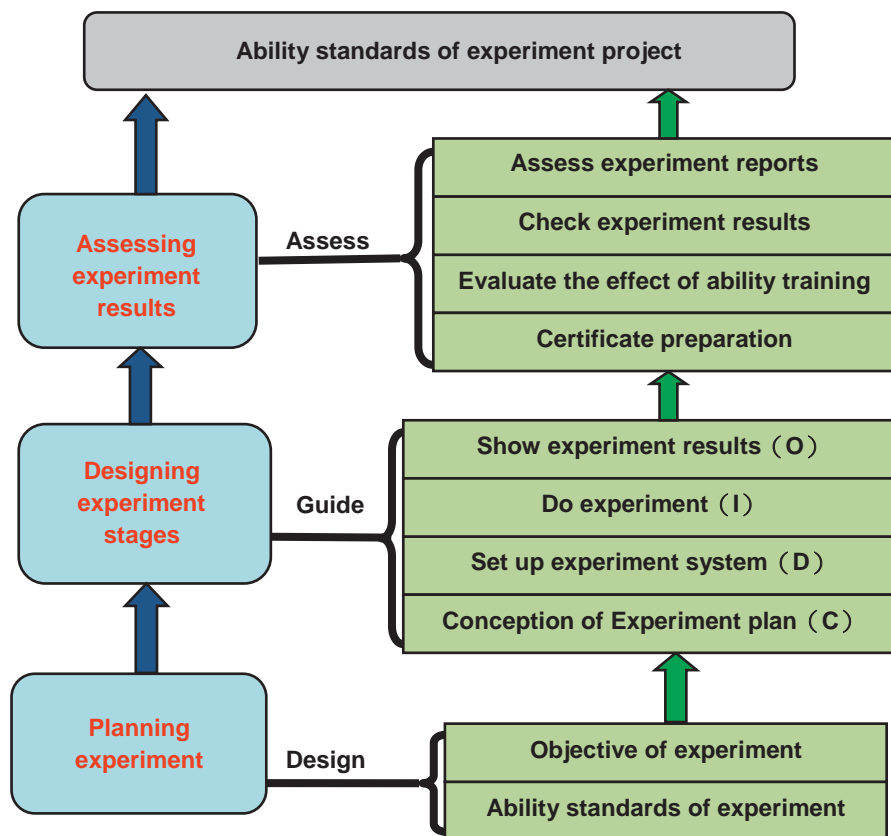 Ability standards of experiment project
Assessing
experiment
results
Assess
Assess experiment reports
Check experiment results
Evaluate the effect of ability training
Certificate preparation
Designing
experiment
stages
Guide
Show experiment results（O）
Do experiment（I）
Set up experiment system（D）
Conception of Experiment plan（C）
Planning
experiment
Design
Objective of experiment
Ability standards of experiment